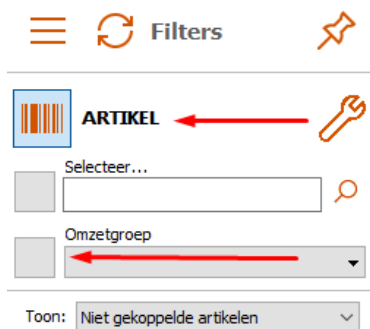 Filters
ARTIKEL
Selecteer...
Omzetgroep
Toon: Niet gekoppelde artikelen